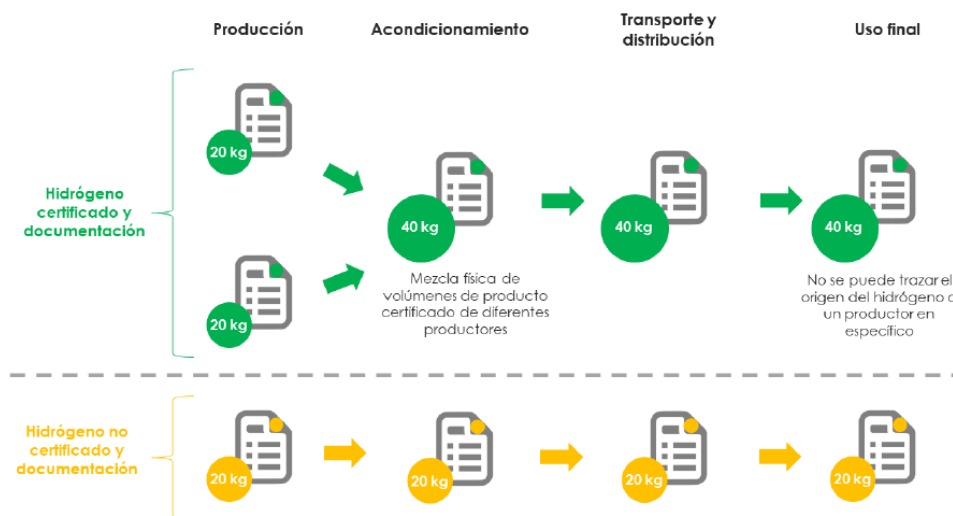 Producción
Acondicionamiento
Transporte y
distribución
Uso final
20 kg
Hidrógeno
certificado y
documentación
40 kg
40 kg
40 kg
20 kg
Mezcla física de
volúmenes de producto
certificado de diferentes
productores
No se puede trazar el
origen del hidrógeno a
un productor en
específico
Hidrógeno no
certificado y
documentación
20 kg
20 kg
20 kg
20 kg